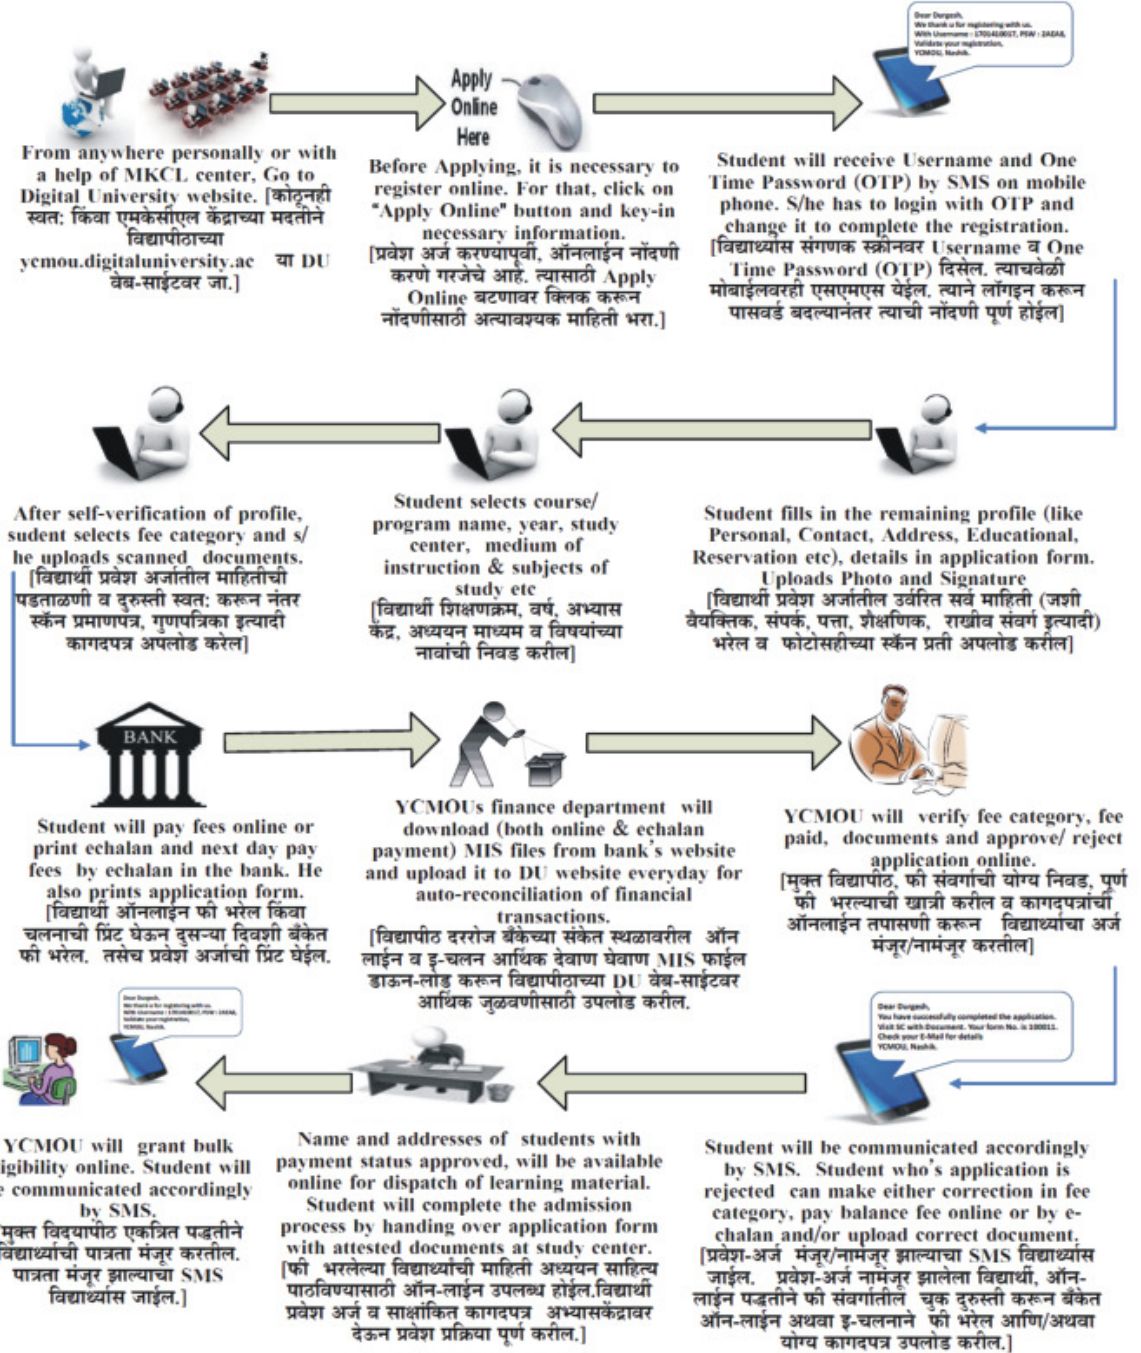 From anywhere personally or with
a help of MKCL center, Go to
Digital University website. [कोठूनही
स्वत: किंवा एमकेसीएल केंद्राच्या मदतीने
विद्यापीठाच्या
ycmou.digitaluniversity.ac या DU
वेब-साईटवर जा.]
Apply
Online
Here
Before Applying, it is necessary to
register online. For that, click on
"Apply Online" button and key-in
necessary information.
[प्रवेश अर्ज करण्यापूर्वी, ऑनलाईन नोंदणी
करणे गरजेचे आहे. त्यासाठी Apply
Online बटणावर क्लिक करून
नोंदणीसाठी अत्यावश्यक माहिती भरा.]
Dear Durgesh,
We thank u for registering with us.
With Username : 1701410017, PSW : 2AEA8,
Validate your registration,
YCMOU, Nashik.
Student will receive Username and One
Time Password (OTP) by SMS on mobile
phone. S/he has to login with OTP and
change it to complete the registration.
[विद्यार्थ्यास संगणक स्क्रीनवर Username व One
Time Password (OTP) दिसेल. त्याचवेळी
मोबाईलवरही एसएमएस येईल. त्याने लॉगइन करून
पासवर्ड बदल्यानंतर त्याची नोंदणी पूर्ण होईल]
Student fills in the remaining profile (like
Personal, Contact, Address, Educational,
Reservation etc), details in application form.
Uploads Photo and Signature
[विद्यार्थी प्रवेश अर्जातील उर्वरित सर्व माहिती (जशी
वैयक्तिक, संपर्क, पत्ता, शैक्षणिक, राखीव संवर्ग इत्यादी)
भरेल व फोटोसहीच्या स्कॅन प्रती अपलोड करील]
Student selects course/
program name, year, study
center, medium of
instruction & subjects of
study etc
[विद्यार्थी शिक्षणक्रम, वर्ष, अभ्यास
केंद्र, अध्ययन माध्यम व विषयांच्या
नावांची निवड करील]
After self-verification of profile,
sudent selects fee category and s/
he uploads scanned documents.
[विद्यार्थी प्रवेश अर्जातील माहितीची
पडताळणी व दुरुस्ती स्वत: करून नंतर
स्कॅन प्रमाणपत्र, गुणपत्रिका इत्यादी
कागदपत्र अपलोड करेल]
BANK
Student will pay fees online or
print echalan and next day pay
fees by echalan in the bank. He
also prints application form.
[विद्यार्थी ऑनलाईन फी भरेल किंवा
चलनाची प्रिंट घेऊन दुसऱ्या दिवशी बँकेत
फी भरेल. तसेच प्रवेश अर्जाची प्रिंट घेईल.
YCMOUs finance department will
download (both online & echalan
payment) MIS files from bank's website
and upload it to DU website everyday for
auto-reconciliation of financial
transactions.
[विद्यापीठ दररोज बँकेच्या संकेत स्थळावरील ऑन
लाईन व इ-चलन आर्थिक देवाण घेवाण MIS फाईल
डाऊन-लोड करून विद्यापीठाच्या DU वेब-साईटवर
आर्थिक जुळवणीसाठी उपलोड करील.
YCMOU will verify fee category, fee
paid, documents and approve/ reject
application online.
[मुक्त विद्यापीठ, फी संवर्गाची योग्य निवड, पूर्ण
फी भरल्याची खात्री करील व कागदपत्रांची
ऑनलाईन तपासणी करून विद्यार्थ्याचा अर्ज
मंजूर/नामंजूर करतील]
Dear Durgesh,
You have successfully completed the application.
Visit SC with Document. Your form No. is 100011.
Check your E-Mail for details
YCMOU, Nashik.
Student will be communicated accordingly
by SMS. Student who's application is
rejected can make either correction in fee
category, pay balance fee online or by e-
chalan and/or upload correct document.
[प्रवेश-अर्ज मंजूर/नामंजूर झाल्याचा SMS विद्यार्थ्यास
जाईल. प्रवेश-अर्ज नामंजूर झालेला विद्यार्थी, ऑन-
लाईन पद्धतीने फी संवर्गातील चुक दुरुस्ती करून बँकेत
ऑन-लाईन अथवा इ-चलनाने फी भरेल आणि/अथवा
योग्य कागदपत्र उपलोड करील.]
Name and addresses of students with
payment status approved, will be available
online for dispatch of learning material.
Student will complete the admission
process by handing over application form
with attested documents at study center.
[फी भरलेल्या विद्यार्थ्यांची माहिती अध्ययन साहित्य
पाठविण्यासाठी ऑन-लाईन उपलब्ध होईल.विद्यार्थी
प्रवेश अर्ज व साक्षांकित कागदपत्र अभ्यासकेंद्रावर
देऊन प्रवेश प्रक्रिया पूर्ण करील.]
Dear Durgesh,
We thank u for registering with us.
With Username : 1701410017, PSW : 2AEA8,
Validate your registration,
YCMOU, Nashik.
YCMOU will grant bulk
igibility online. Student will
e communicated accordingly
by SMS.
मुक्त विदयापीठ एकत्रित पद्धतीने
विद्यार्थ्याची पात्रता मंजूर करतील.
पात्रता मंजूर झाल्याचा SMS
विद्यार्थ्यास जाईल.]